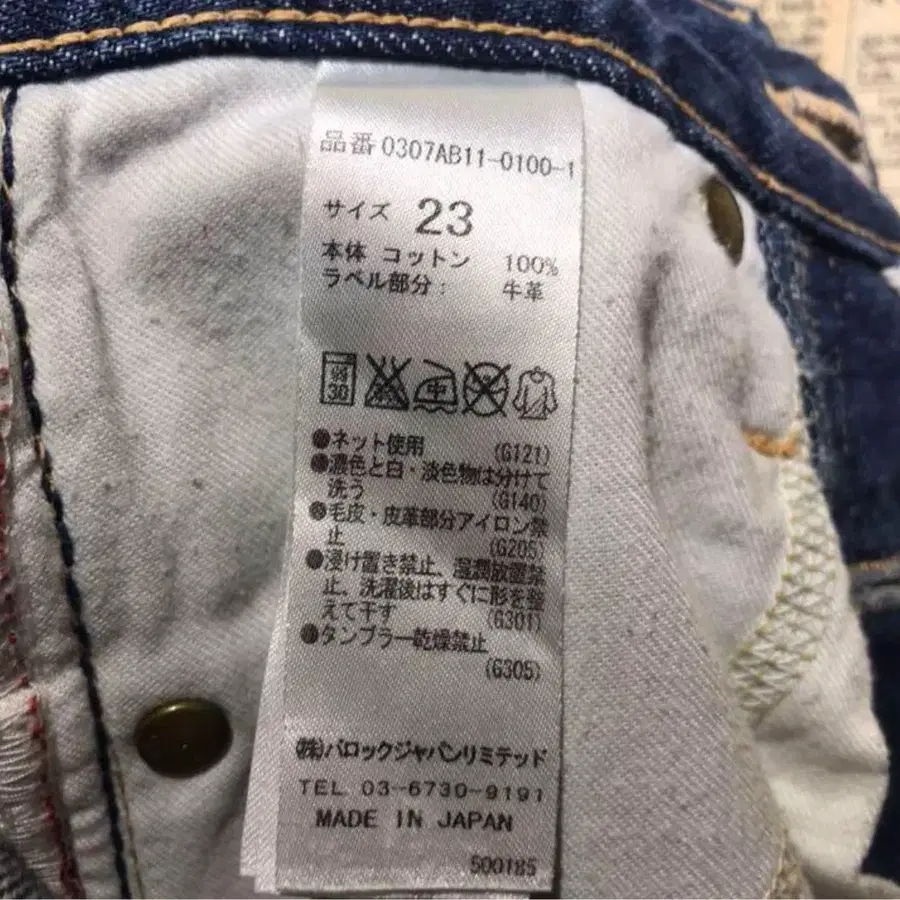 品番 0307AB11-0100-1
サイズ 23
本体 コットン 100%
ラベル部分: 牛革
弱 30 中
●ネット使用 (G121)
●濃色と白・淡色物は分けて
洗う (G140)
●毛皮・皮革部分アイロン禁
止 (G205)
●浸け置き禁止、湿潤放置禁
止、洗濯後はすぐに形を整
えて干す (G301)
●タンブラー乾燥禁止
(G305)
(株)バロックジャパンリミテッド
TEL 03-6730-9191
MADE IN JAPAN
500185